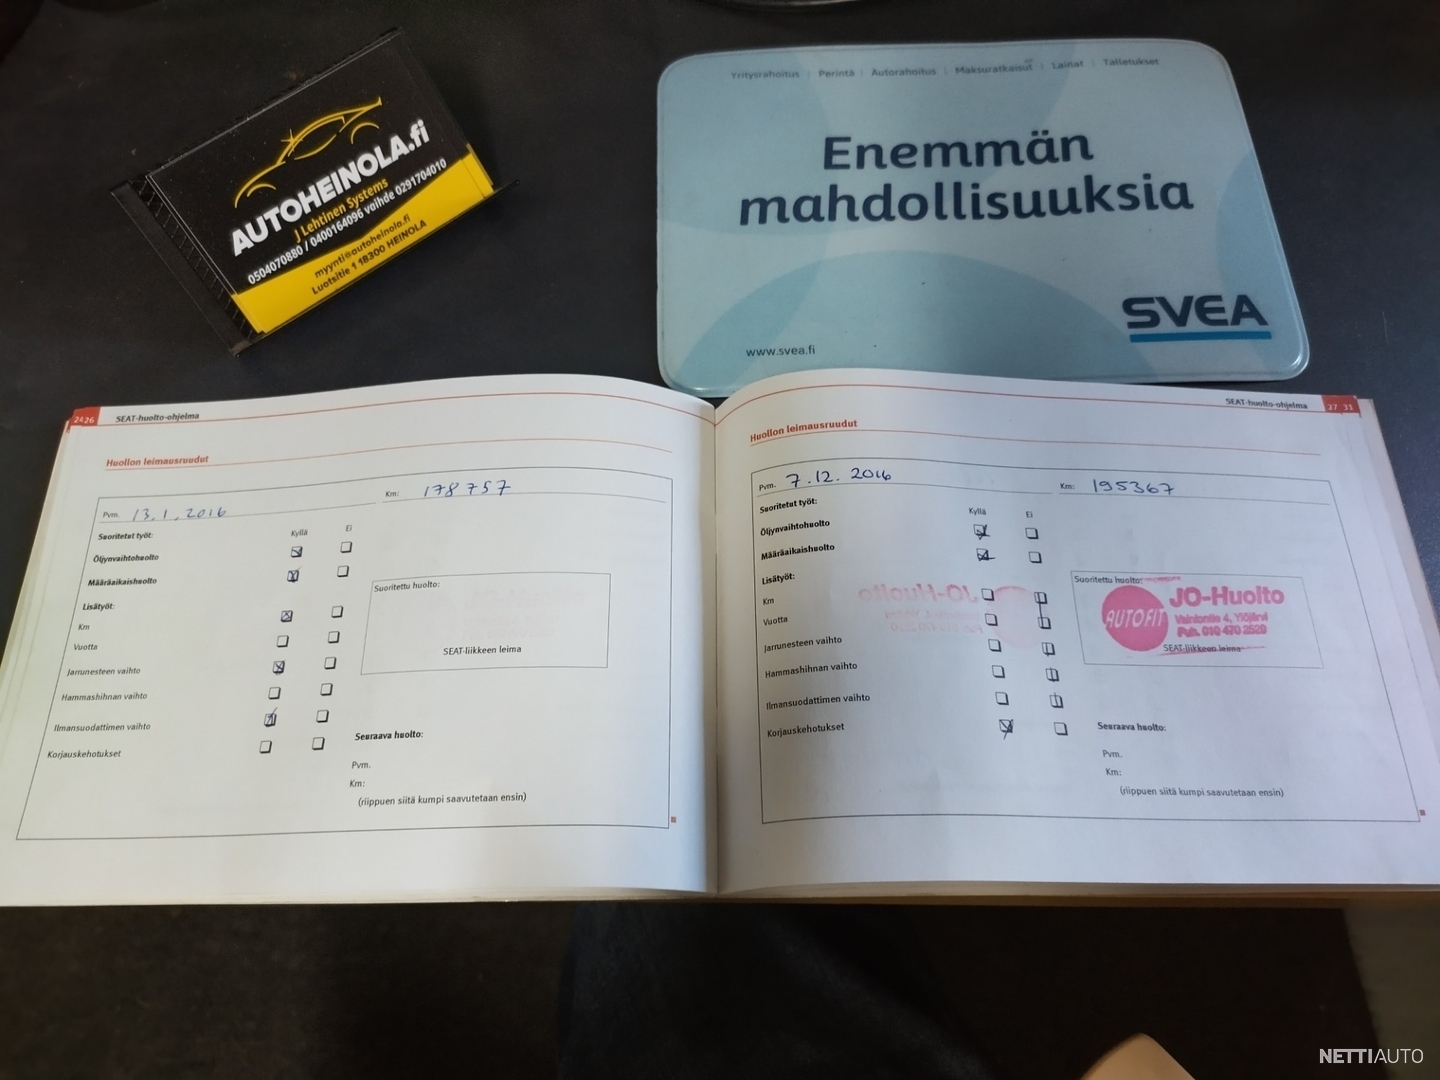 AUTOHEINOLA.fi
J Lehtinen Systems
0504070880 / 0400164096 vaihde 0291704010
myynti@autoheinola.fi
Luotsitie 1 18300 HEINOLA
Yritysrahoitus | Perintä | Autorahoitus | Maksuratkaisut | Lainat | Talletukset
Enemmän
mahdollisuuksia
SVEA
www.svea.fi
2426 SEAT-huolto-ohjelma
Huollon leimausruudut
Pvm. 13.1.2016 Km: 178757
Suoritetut työt: Kyllä Ei
Öljynvaihtohuolto
Määräaikaishuolto
Lisätyöt:
Km
Vuotta
Jarrunesteen vaihto
Hammashihnan vaihto
Ilmansuodattimen vaihto
Korjauskehotukset
Suoritettu huolto:
SEAT-liikkeen leima
Seuraava huolto:
Pvm.
Km:
(riippuen siitä kumpi saavutetaan ensin)
SEAT-huolto-ohjelma 27 31
Huollon leimausruudut
Pvm. 7.12.2016 Km: 195367
Suoritetut työt: Kyllä Ei
Öljynvaihtohuolto
Määräaikaishuolto
Lisätyöt:
Km
Vuotta
Jarrunesteen vaihto
Hammashihnan vaihto
Ilmansuodattimen vaihto
Korjauskehotukset
Suoritettu huolto:
AUTOFIT
JO-Huolto
Vainiontie 4, Ylöjärvi
Puh. 010 470 2520
SEAT-liikkeen leima
Seuraava huolto:
Pvm.
Km:
(riippuen siitä kumpi saavutetaan ensin)
NETTIAUTO